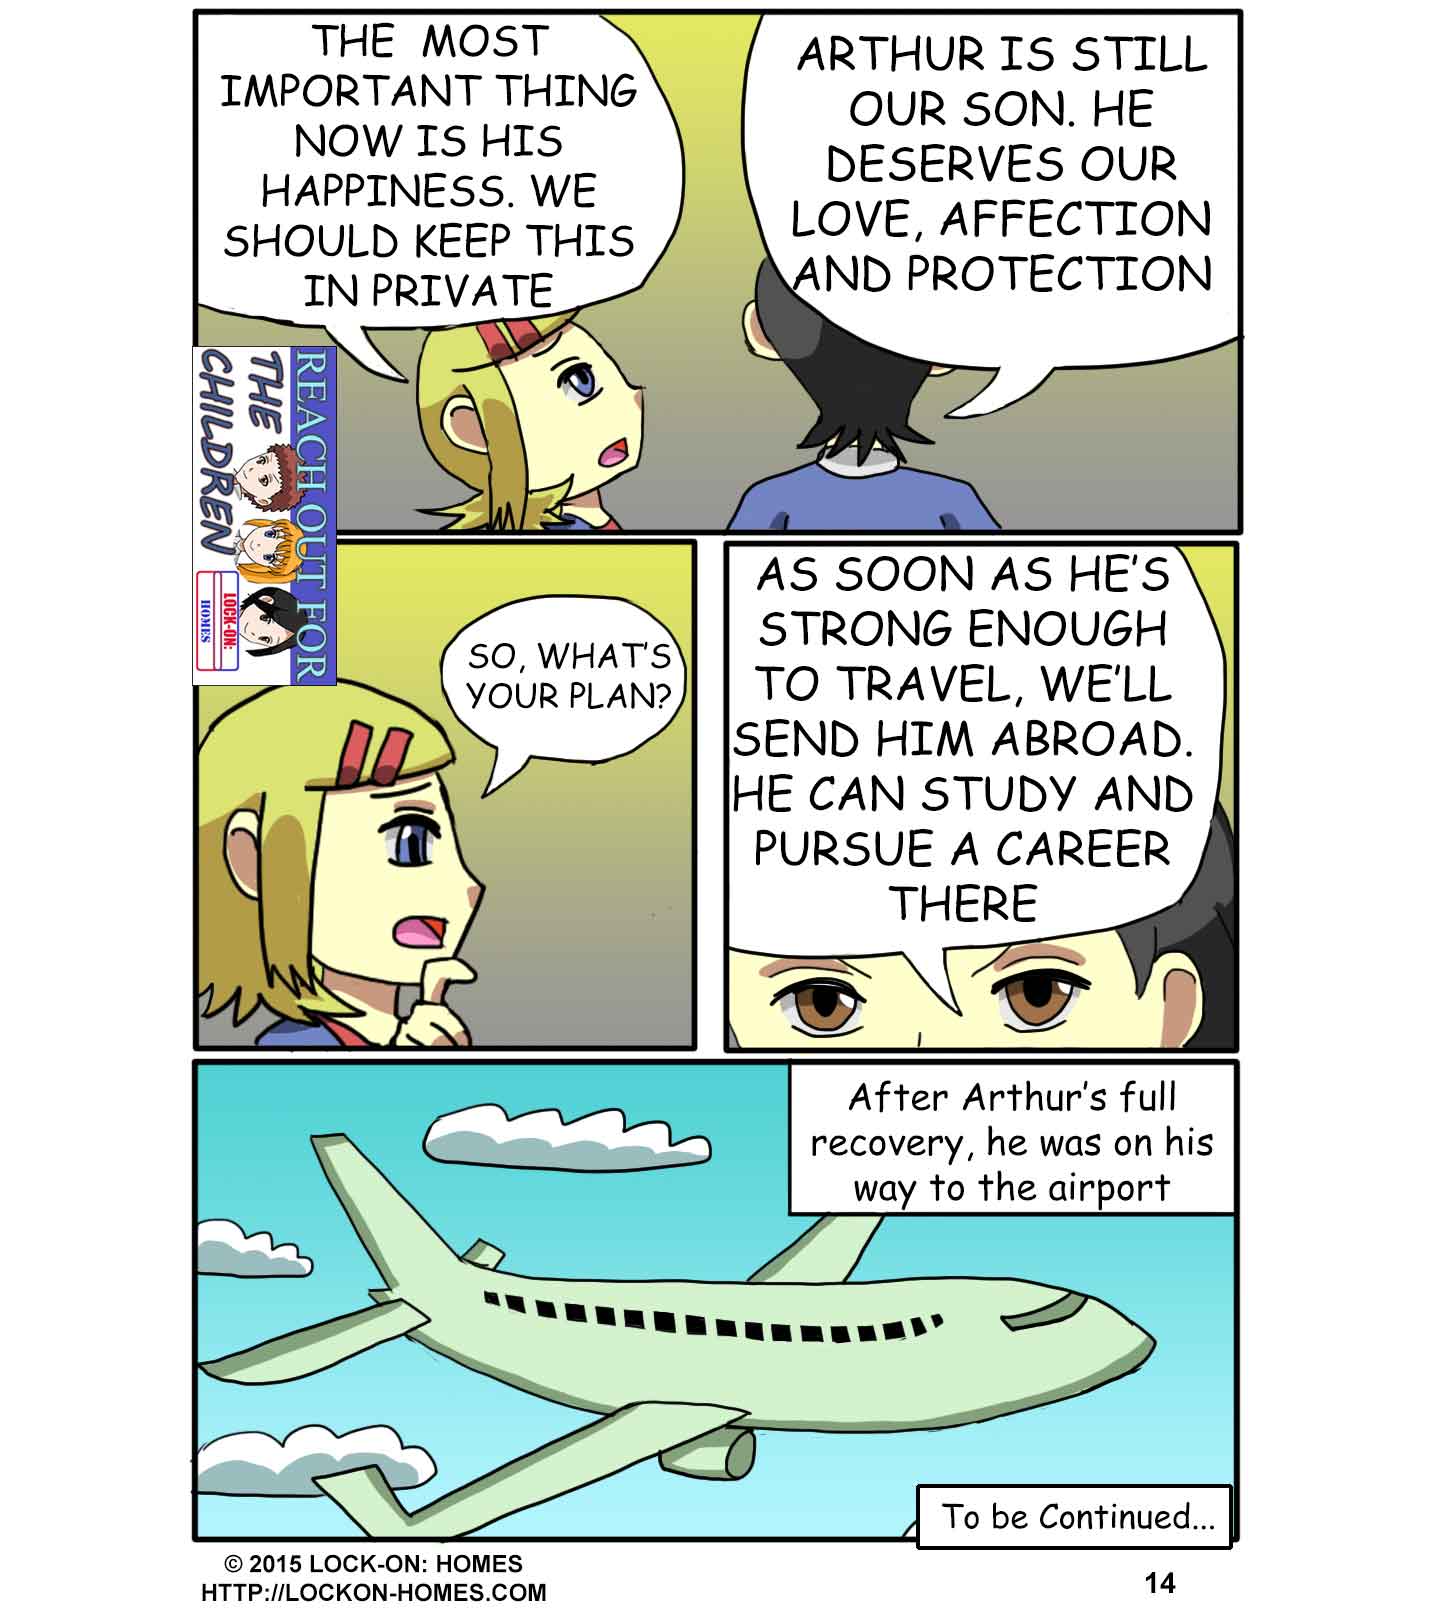 THE MOST
IMPORTANT THING
NOW IS HIS
HAPPINESS. WE
SHOULD KEEP THIS
IN PRIVATE
ARTHUR IS STILL
OUR SON. HE
DESERVES OUR
LOVE, AFFECTION
AND PROTECTION
REACH OUT FOR
THE
CHILDREN
LOCK-ON:
HOMES
SO, WHAT'S
YOUR PLAN?
AS SOON AS HE'S
STRONG ENOUGH
TO TRAVEL, WE'LL
SEND HIM ABROAD.
HE CAN STUDY AND
PURSUE A CAREER
THERE
After Arthur's full
recovery, he was on his
way to the airport
To be Continued...
© 2015 LOCK-ON: HOMES
HTTP://LOCKON-HOMES.COM
14